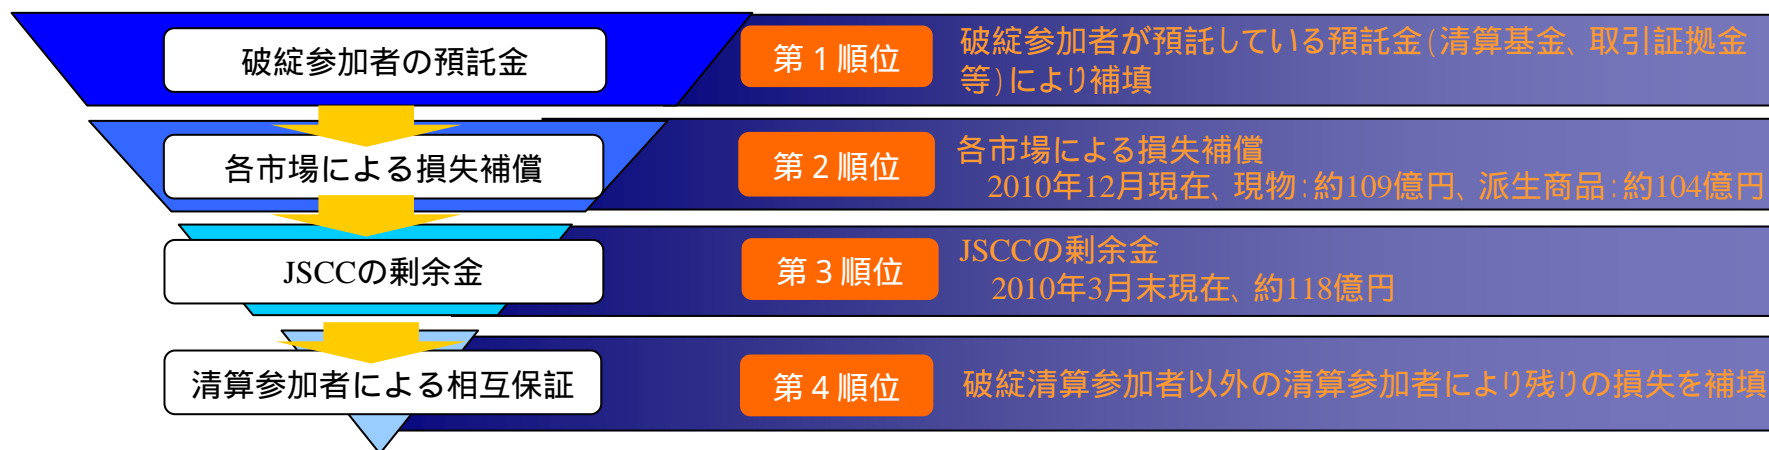 破綻参加者の預託金
第1順位
破綻参加者が預託している預託金(清算基金、取引証拠金
等)により補填
各市場による損失補償
第2順位
各市場による損失補償
2010年12月現在、現物:約109億円、派生商品:約104億円
JSCCの剰余金
第3順位
JSCCの剰余金
2010年3月末現在、約118億円
清算参加者による相互保証
第4順位
破綻清算参加者以外の清算参加者により残りの損失を補填